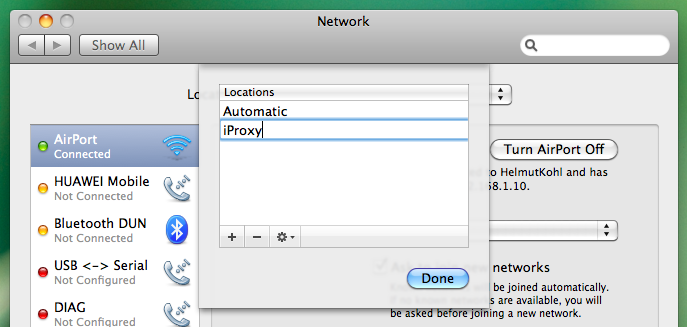 Network
Show All
Locations
Automatic
iProxy
AirPort
Connected
Turn AirPort Off
HUAWEI Mobile
Not Connected
to HelmutKohl and has
68.1.10.
Bluetooth DUN
Not Connected
USB <-> Serial
Not Configured
DIAG
Not Configured
networks
be joined automatically.
are available, you will
be asked before joining a new network.
Done